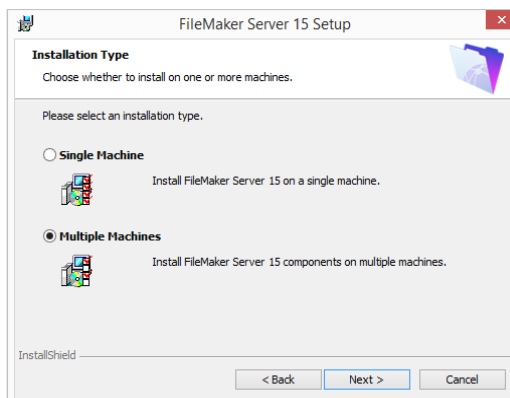 FileMaker Server 15 Setup
Installation Type
Choose whether to install on one or more machines.
Please select an installation type.
Single Machine
Install FileMaker Server 15 on a single machine.
Multiple Machines
Install FileMaker Server 15 components on multiple machines.
InstallShield
< Back Next > Cancel